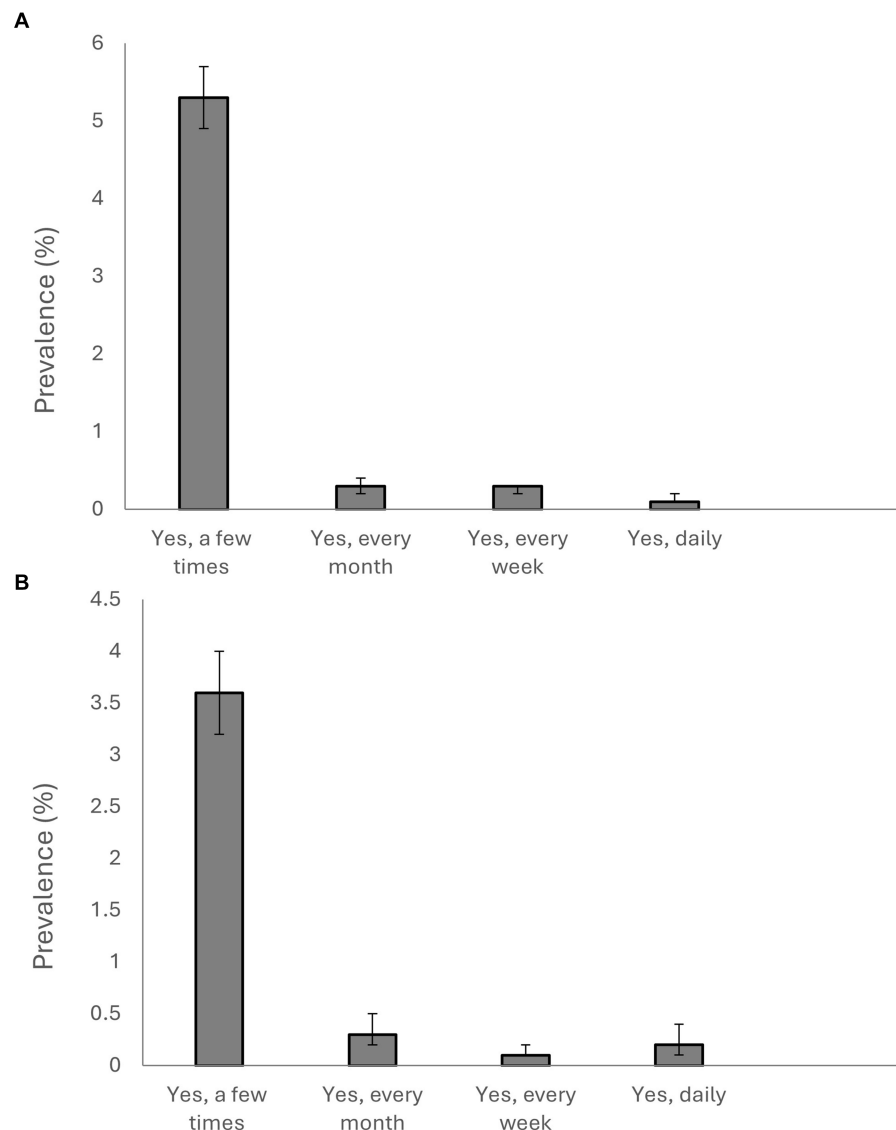 A
6
5
4
3
2
1
0
Prevalence (%)
Yes, a few times
Yes, every month
Yes, every week
Yes, daily
B
4.5
4
3.5
3
2.5
2
1.5
1
0.5
0
Prevalence (%)
Yes, a few times
Yes, every month
Yes, every week
Yes, daily